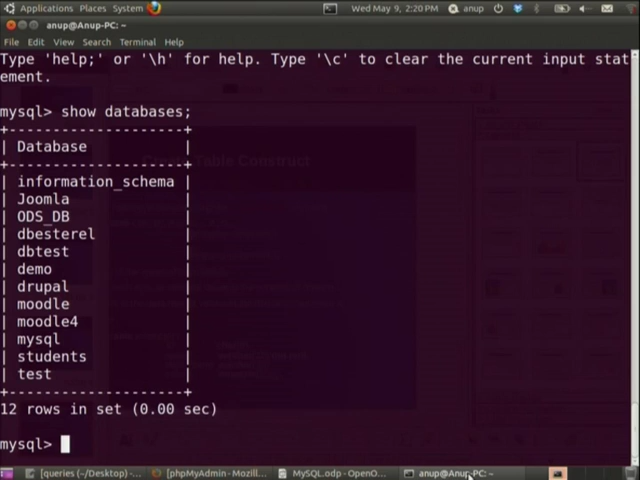 Applications Places System Wed May 9, 2:20 PM anup
anup@Anup-PC: ~
File Edit View Search Terminal Help
Type 'help;' or '\h' for help. Type '\c' to clear the current input stat
ement.
mysql> show databases;
+--------------------+
| Database |
+--------------------+
| information_schema |
| Joomla |
| ODS_DB |
| dbesterel |
| dbtest |
| demo |
| drupal |
| moodle |
| moodle4 |
| mysql |
| students |
| test |
+--------------------+
12 rows in set (0.00 sec)
mysql>
[queries (~/Desktop) -... [phpMyAdmin - Mozill... MySQL.odp - OpenO... anup@Anup-PC: ~